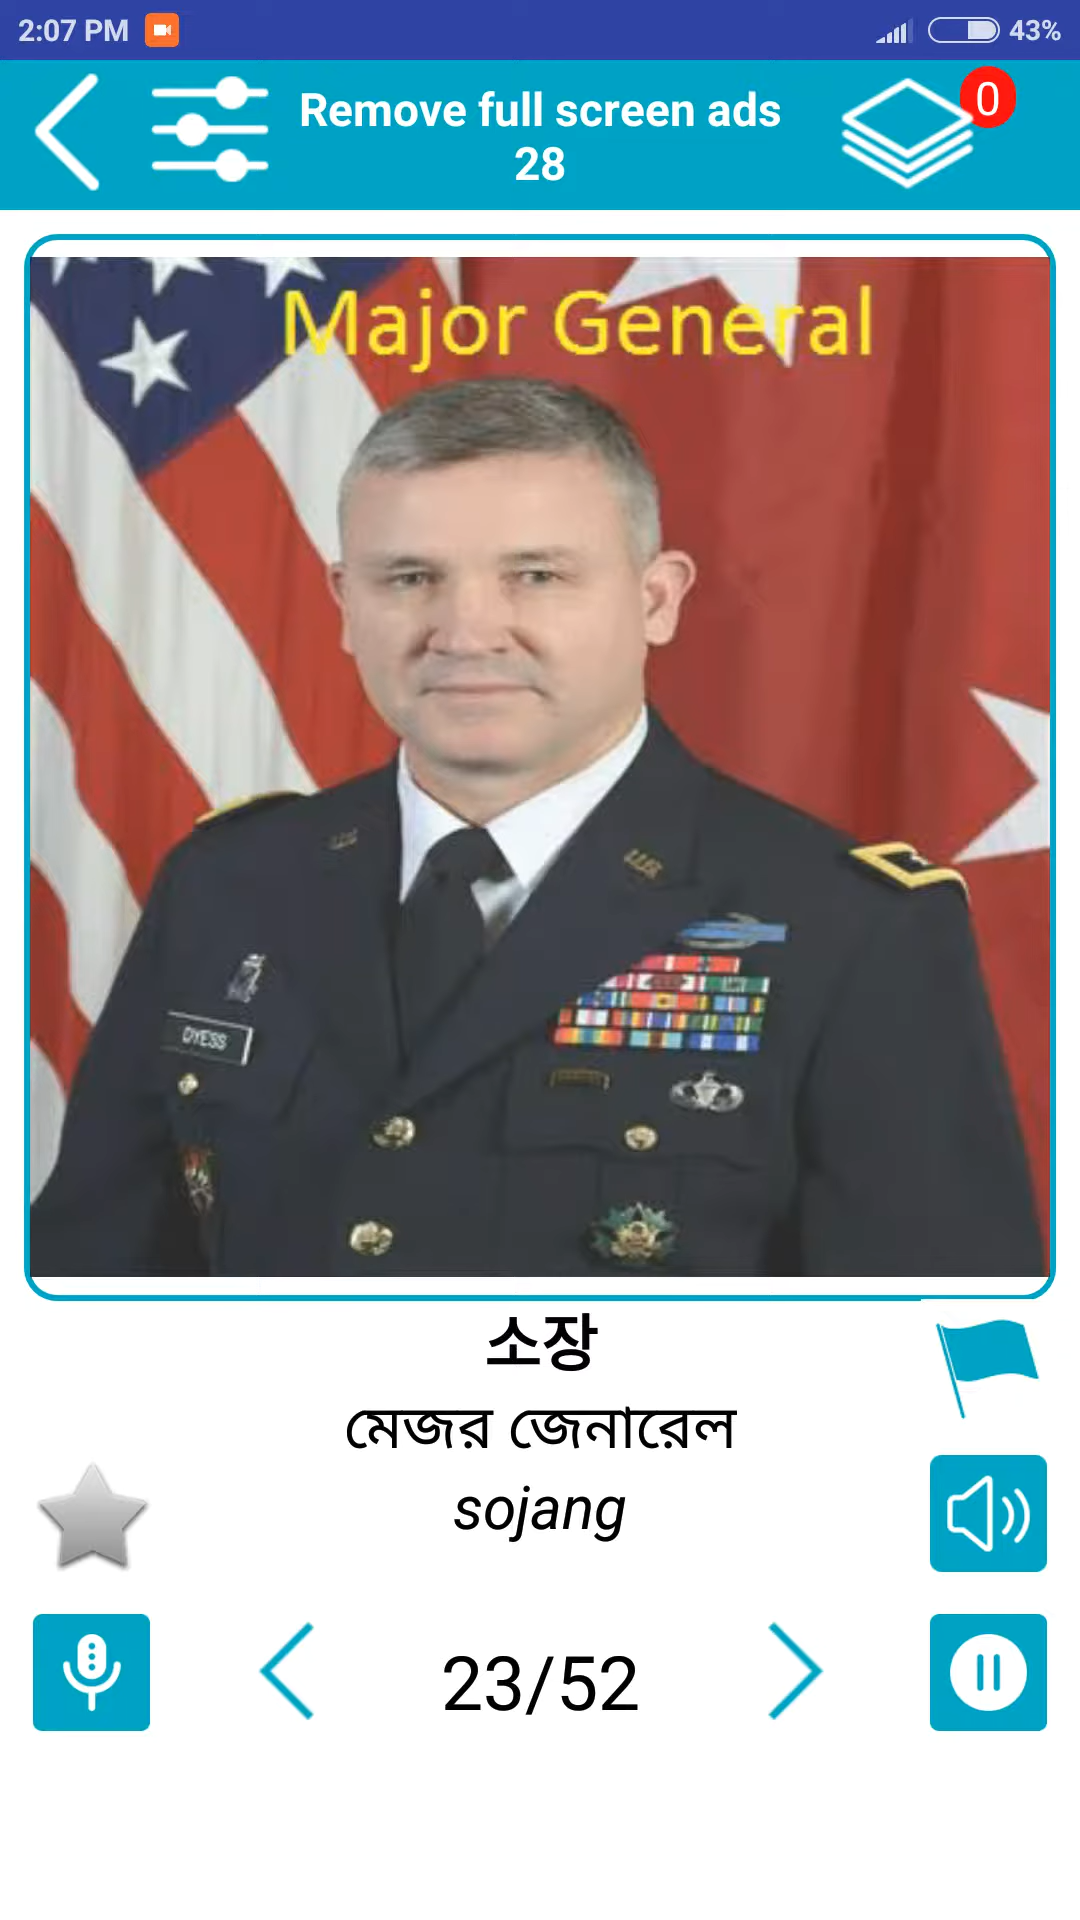 2:07 PM
43%
Remove full screen ads
28
0
Major General
DYESS
소장
মেজর জেনারেল
sojang
23/52